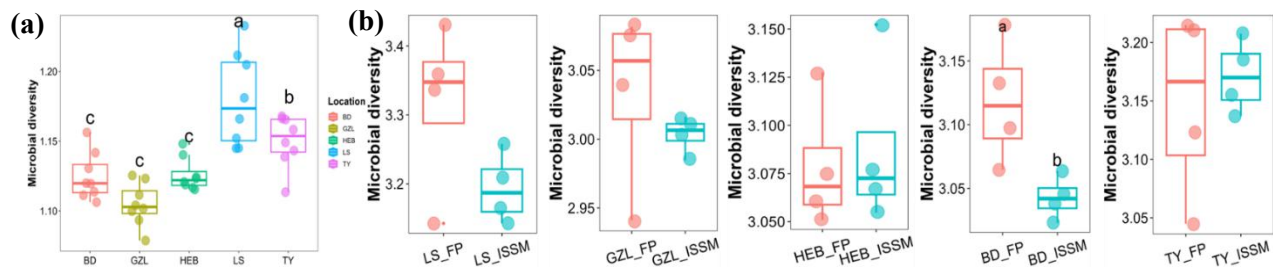 (a)
Microbial diversity
1.20
1.15
1.10
c
c
c
a
b
BD GZL HEB LS TY
Location
BD
GZL
HEB
LS
TY
(b)
Microbial diversity
3.4
3.3
3.2
LS_FP LS_ISSM
Microbial diversity
3.05
3.00
2.95
GZL_FP GZL_ISSM
Microbial diversity
3.150
3.125
3.100
3.075
3.050
HEB_FP HEB_ISSM
Microbial diversity
3.15
3.10
3.05
a
b
BD_FP BD_ISSM
Microbial diversity
3.20
3.15
3.10
3.05
TY_FP TY_ISSM